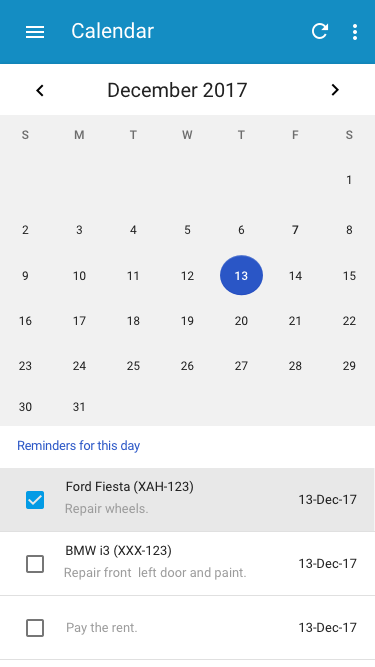 Calendar
December 2017
S M T W T F S
1
2 3 4 5 6 7 8
9 10 11 12 13 14 15
16 17 18 19 20 21 22
23 24 25 26 27 28 29
30 31
Reminders for this day
Ford Fiesta (XAH-123)
Repair wheels.
13-Dec-17
BMW i3 (XXX-123)
Repair front left door and paint.
13-Dec-17
Pay the rent. 13-Dec-17